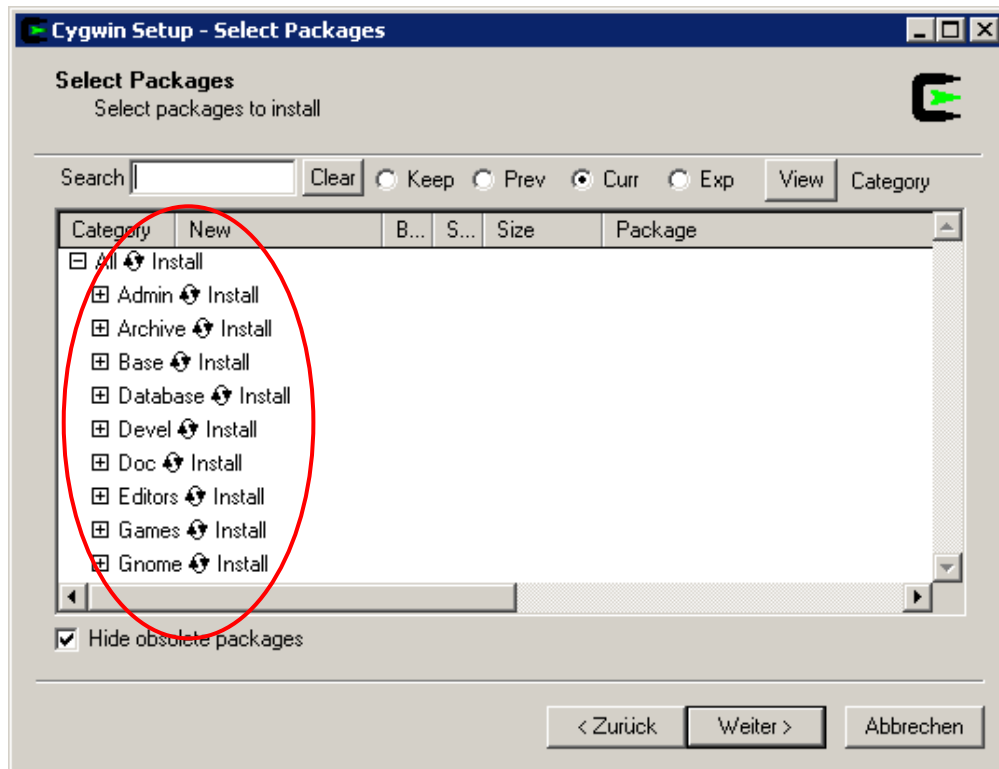 Cygwin Setup - Select Packages
Select Packages
Select packages to install
Search Clear Keep Prev Curr Exp View Category
Category New B... S... Size Package
All Install
Admin Install
Archive Install
Base Install
Database Install
Devel Install
Doc Install
Editors Install
Games Install
Gnome Install
Hide obsolete packages
< Zurück Weiter > Abbrechen